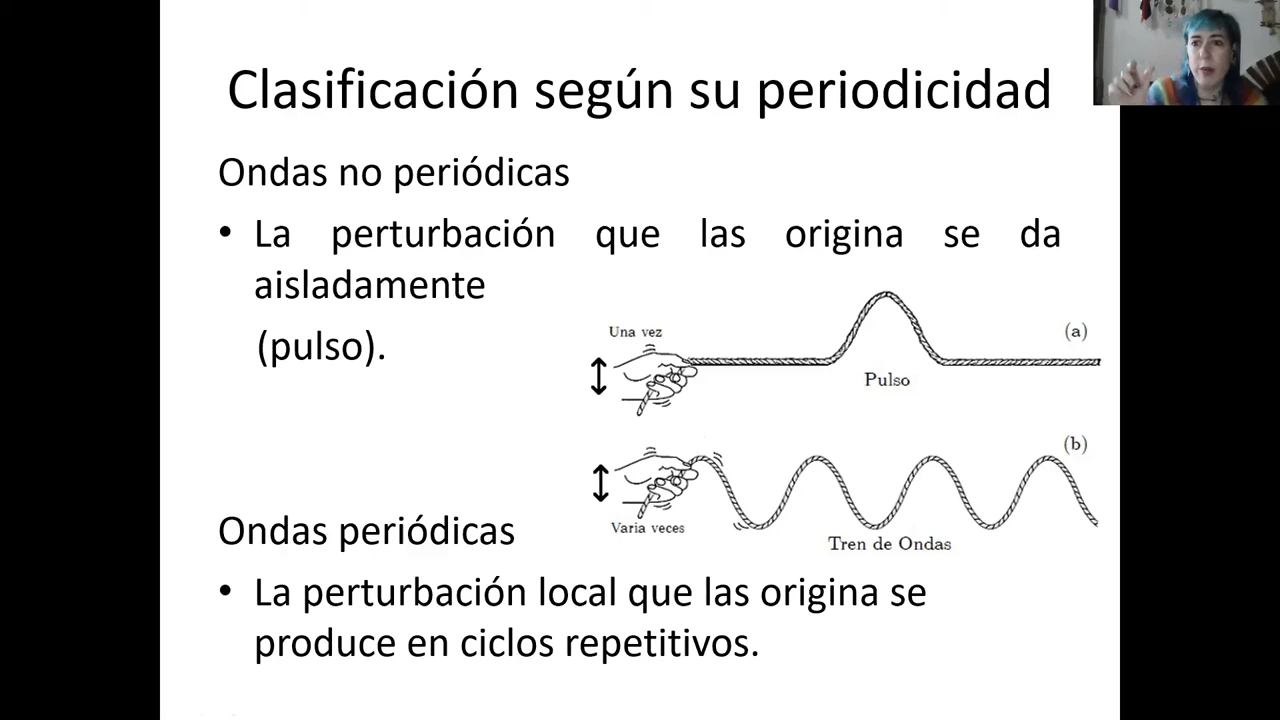 Clasificación según su periodicidad
Ondas no periódicas
• La perturbación que las origina se da
aisladamente
(pulso).
Una vez
(a)
Pulso
(b)
Varia veces
Tren de Ondas
Ondas periódicas
• La perturbación local que las origina se
produce en ciclos repetitivos.